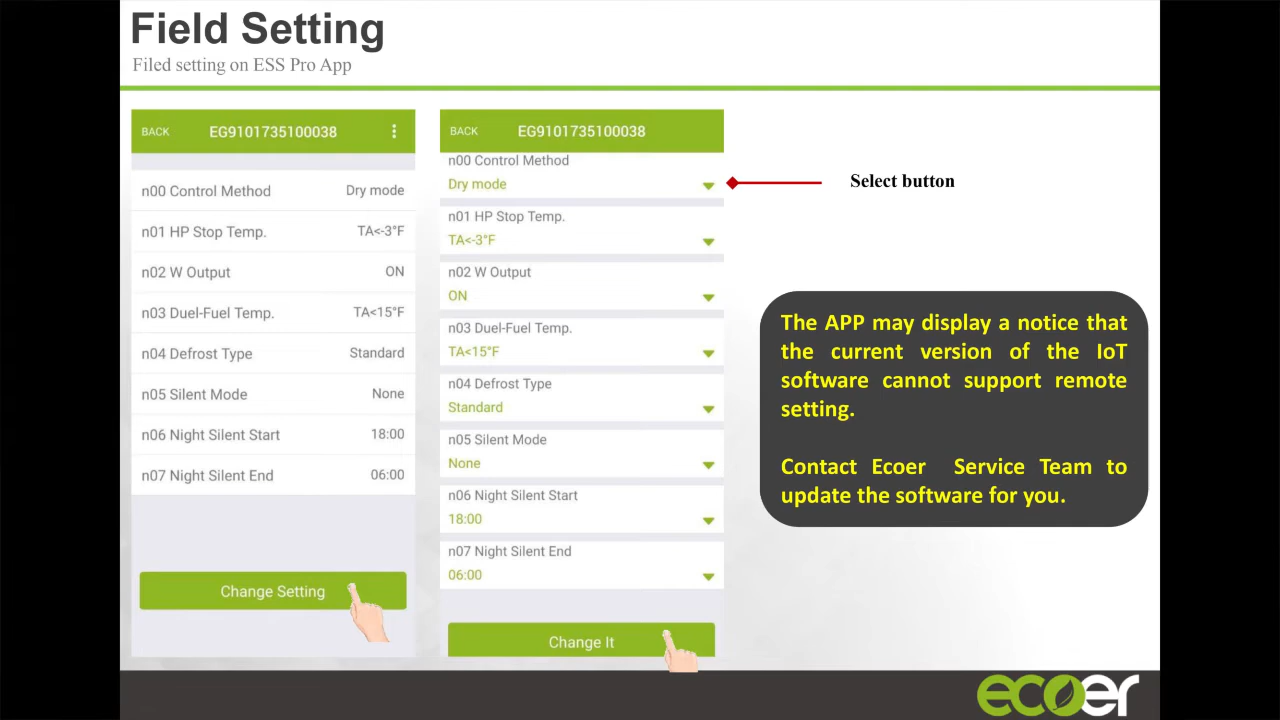 Field Setting
Filed setting on ESS Pro App
BACK EG9101735100038
n00 Control Method Dry mode
n01 HP Stop Temp. TA<-3°F
n02 W Output ON
n03 Duel-Fuel Temp. TA<15°F
n04 Defrost Type Standard
n05 Silent Mode None
n06 Night Silent Start 18:00
n07 Night Silent End 06:00
Change Setting
BACK EG9101735100038
n00 Control Method
Dry mode
n01 HP Stop Temp.
TA<-3°F
n02 W Output
ON
n03 Duel-Fuel Temp.
TA<15°F
n04 Defrost Type
Standard
n05 Silent Mode
None
n06 Night Silent Start
18:00
n07 Night Silent End
06:00
Change It
Select button
The APP may display a notice that
the current version of the IoT
software cannot support remote
setting.
Contact Ecoer Service Team to
update the software for you.
ecoer